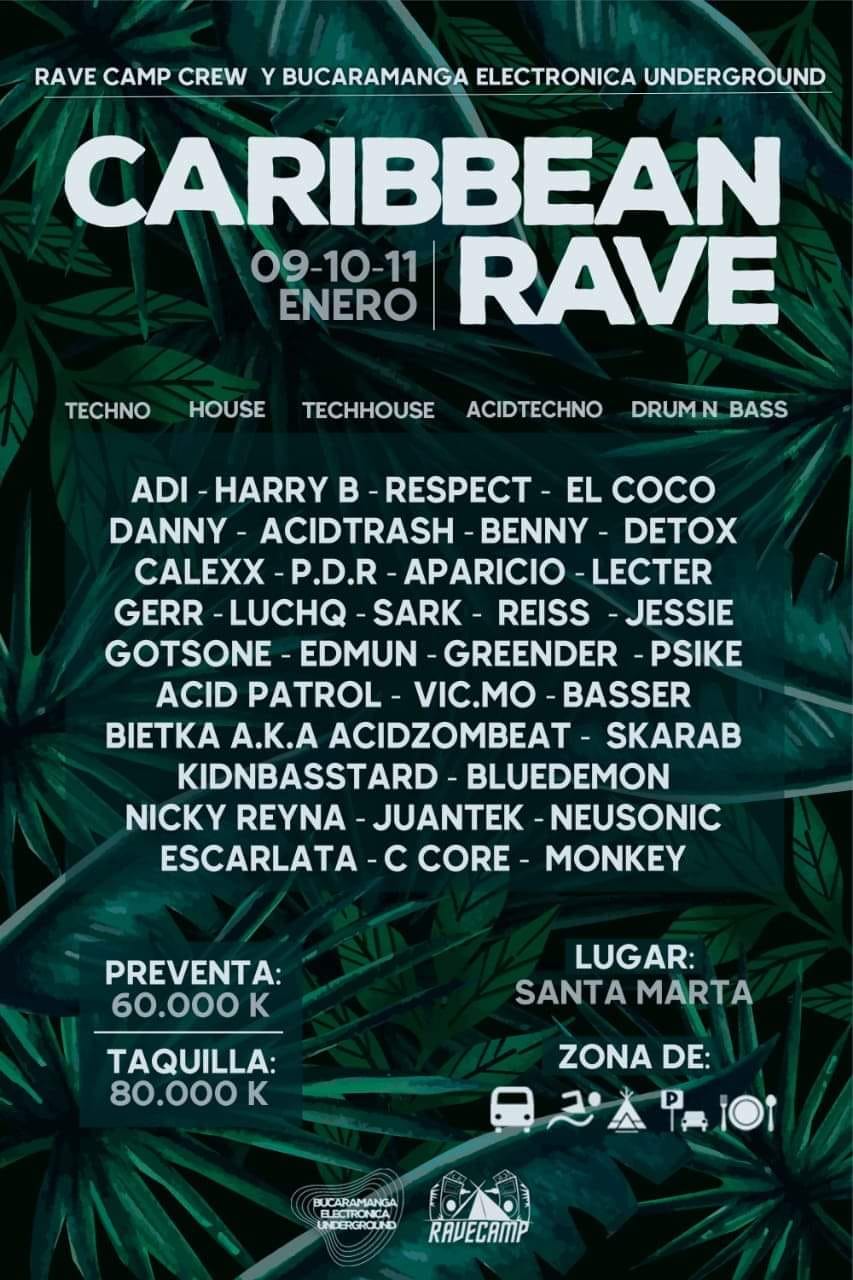 RAVE CAMP CREW Y BUCARAMANGA ELECTRONICA UNDERGROUND
CARIBBEAN
09-10-11
ENERO
RAVE
TECHNO HOUSE TECHHOUSE ACIDTECHNO DRUM N BASS
ADI - HARRY B - RESPECT - EL COCO
DANNY - ACIDTRASH - BENNY - DETOX
CALEXX - P.D.R - APARICIO - LECTER
GERR - LUCHQ - SARK - REISS - JESSIE
GOTSONE - EDMUN - GREENDER - PSIKE
ACID PATROL - VIC.MO - BASSER
BIETKA A.K.A ACIDZOMBEAT - SKARAB
KIDNBASSTARD - BLUEDEMON
NICKY REYNA - JUANTEK - NEUSONIC
ESCARLATA - C CORE - MONKEY
PREVENTA:
60.000 K
TAQUILLA:
80.000 K
LUGAR:
SANTA MARTA
ZONA DE:
P
BUCARAMANGA
ELECTRONICA
UNDERGROUND
RAVECAMP